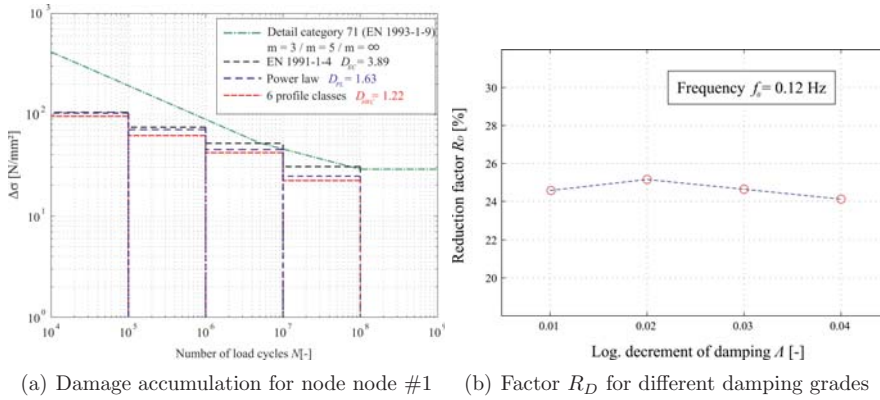 10³
Detail category 71 (EN 1993-1-9)
m = 3 / m = 5 / m = ∞
EN 1991-1-4 D_EC = 3.89
Power law D_PL = 1.63
6 profile classes = 1.22
10²
10¹
10⁰
Δσ [N/mm²]
10⁴ 10⁵ 10⁶ 10⁷ 10⁸ 10⁹
Number of load cycles N[-]
(a) Damage accumulation for node node #1
Frequency f₀ = 0.12 Hz
30
28
26
24
22
20
Reduction factor R_D [%]
0.01 0.02 0.03 0.04
Log. decrement of damping Λ [-]
(b) Factor R_D for different damping grades